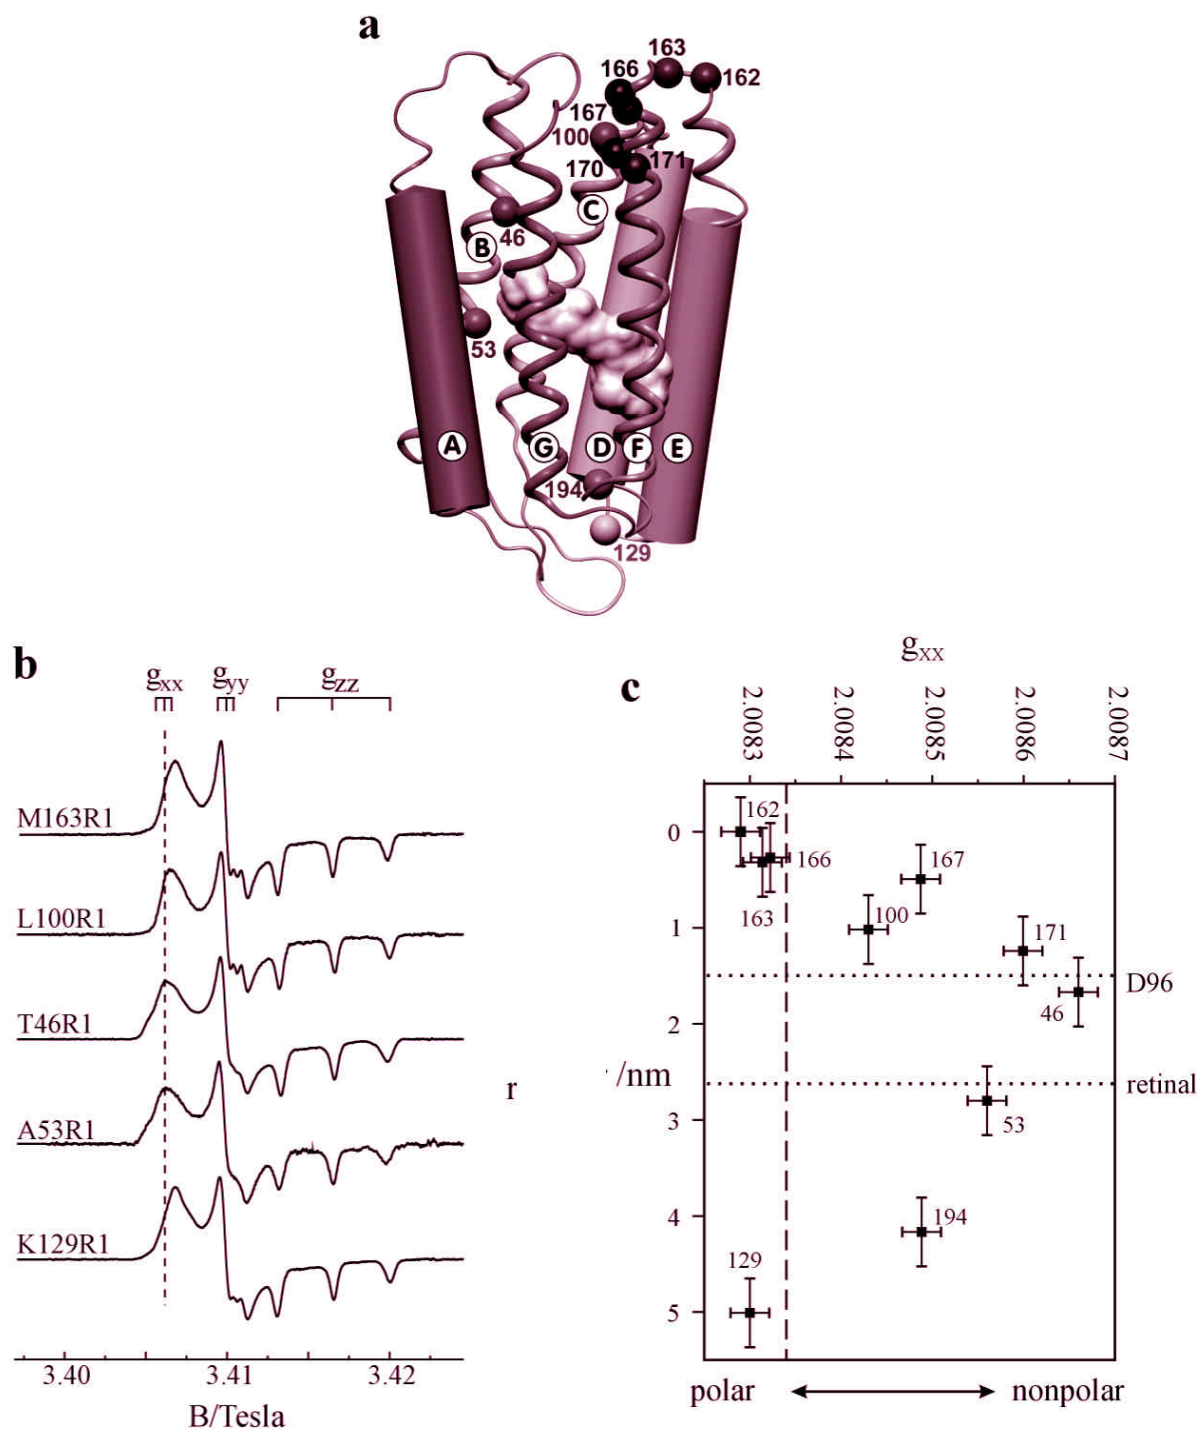 a
163
166
162
167
100
170
171
C
46
B
53
A
G
D
F
E
194
129
b
gxx
gyy
gzz
M163R1
L100R1
T46R1
A53R1
K129R1
3.40
3.41
3.42
B/Tesla
c
gxx
2.0083
2.0084
2.0085
2.0086
2.0087
0
1
2
3
4
5
r
/nm
162
166
163
167
100
171
46
53
194
129
D96
retinal
polar
nonpolar